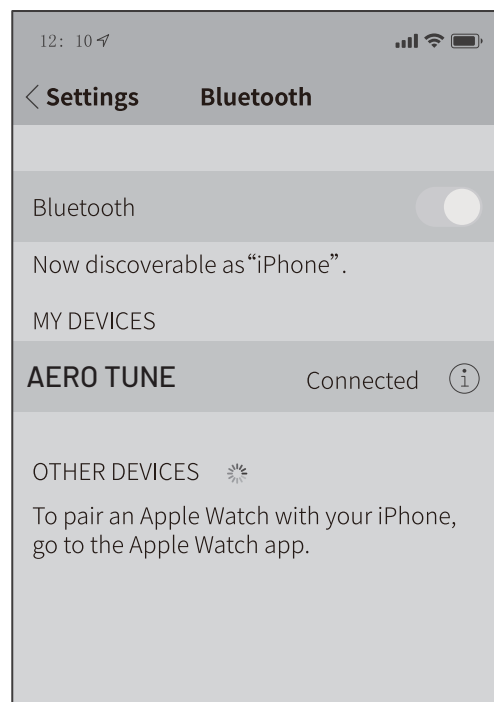 12: 10
Settings Bluetooth
Bluetooth
Now discoverable as“iPhone”.
MY DEVICES
AERO TUNE Connected i
OTHER DEVICES
To pair an Apple Watch with your iPhone,
go to the Apple Watch app.